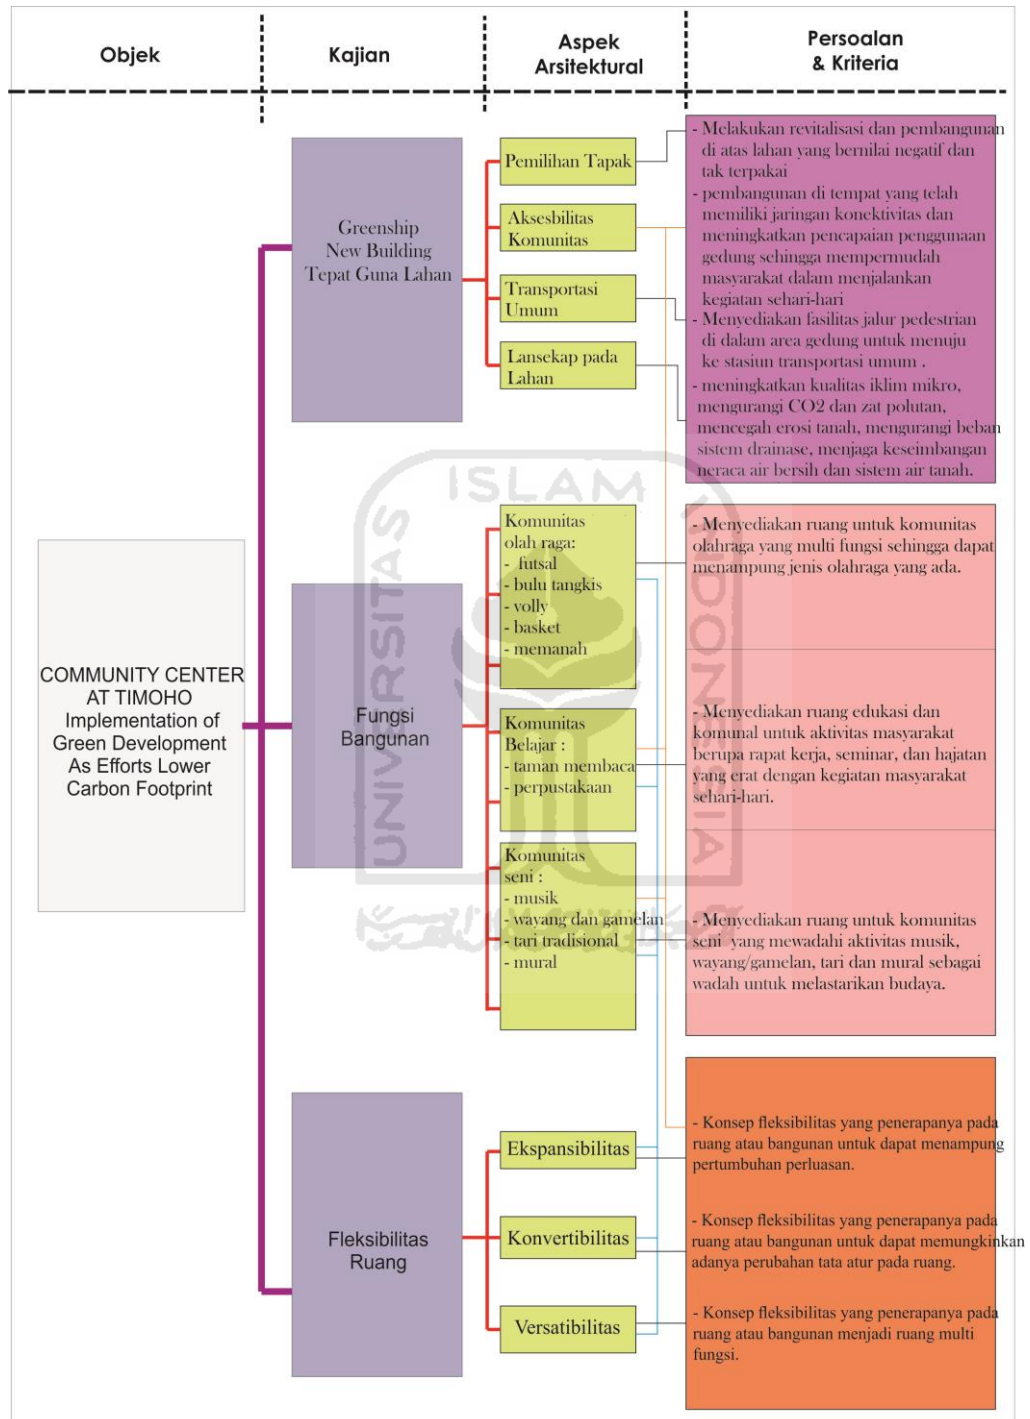 Objek
Kajian
Aspek
Arsitektural
Persoalan
& Kriteria
COMMUNITY CENTER
AT TIMOHO
Implementation of
Green Development
As Efforts Lower
Carbon Footprint
Greenship
New Building
Tepat Guna Lahan
Pemilihan Tapak
Aksesbilitas
Komunitas
Transportasi
Umum
Lansekap pada
Lahan
- Melakukan revitalisasi dan pembangunan
di atas lahan yang bernilai negatif dan
tak terpakai
- pembangunan di tempat yang telah
memiliki jaringan konektivitas dan
meningkatkan pencapaian penggunaan
gedung sehingga mempermudah
masyarakat dalam menjalankan
kegiatan sehari-hari
- Menyediakan fasilitas jalur pedestrian
di dalam area gedung untuk menuju
ke stasiun transportasi umum .
- meningkatkan kualitas iklim mikro,
mengurangi CO2 dan zat polutan,
mencegah erosi tanah, mengurangi beban
sistem drainase, menjaga keseimbangan
neraca air bersih dan sistem air tanah.
Fungsi
Bangunan
Komunitas
olah raga:
- futsal
- bulu tangkis
- volly
- basket
- memanah
Komunitas
Belajar :
- taman membaca
- perpustakaan
Komunitas
seni :
- musik
- wayang dan gamelan
- tari tradisional
- mural
- Menyediakan ruang untuk komunitas
olahraga yang multi fungsi sehingga dapat
menampung jenis olahraga yang ada.
- Menyediakan ruang edukasi dan
komunal untuk aktivitas masyarakat
berupa rapat kerja, seminar, dan hajatan
yang erat dengan kegiatan masyarakat
sehari-hari.
- Menyediakan ruang untuk komunitas
seni yang mewadahi aktivitas musik,
wayang/gamelan, tari dan mural sebagai
wadah untuk melastarikan budaya.
Fleksibilitas
Ruang
Ekspansibilitas
Konvertibilitas
Versatibilitas
- Konsep fleksibilitas yang penerapanya pada
ruang atau bangunan untuk dapat menampung
pertumbuhan perluasan.
- Konsep fleksibilitas yang penerapanya pada
ruang atau bangunan untuk dapat memungkinkan
adanya perubahan tata atur pada ruang.
- Konsep fleksibilitas yang penerapanya pada
ruang atau bangunan menjadi ruang multi
fungsi.
UNIVERSITAS
ISLAM
INDONESIA